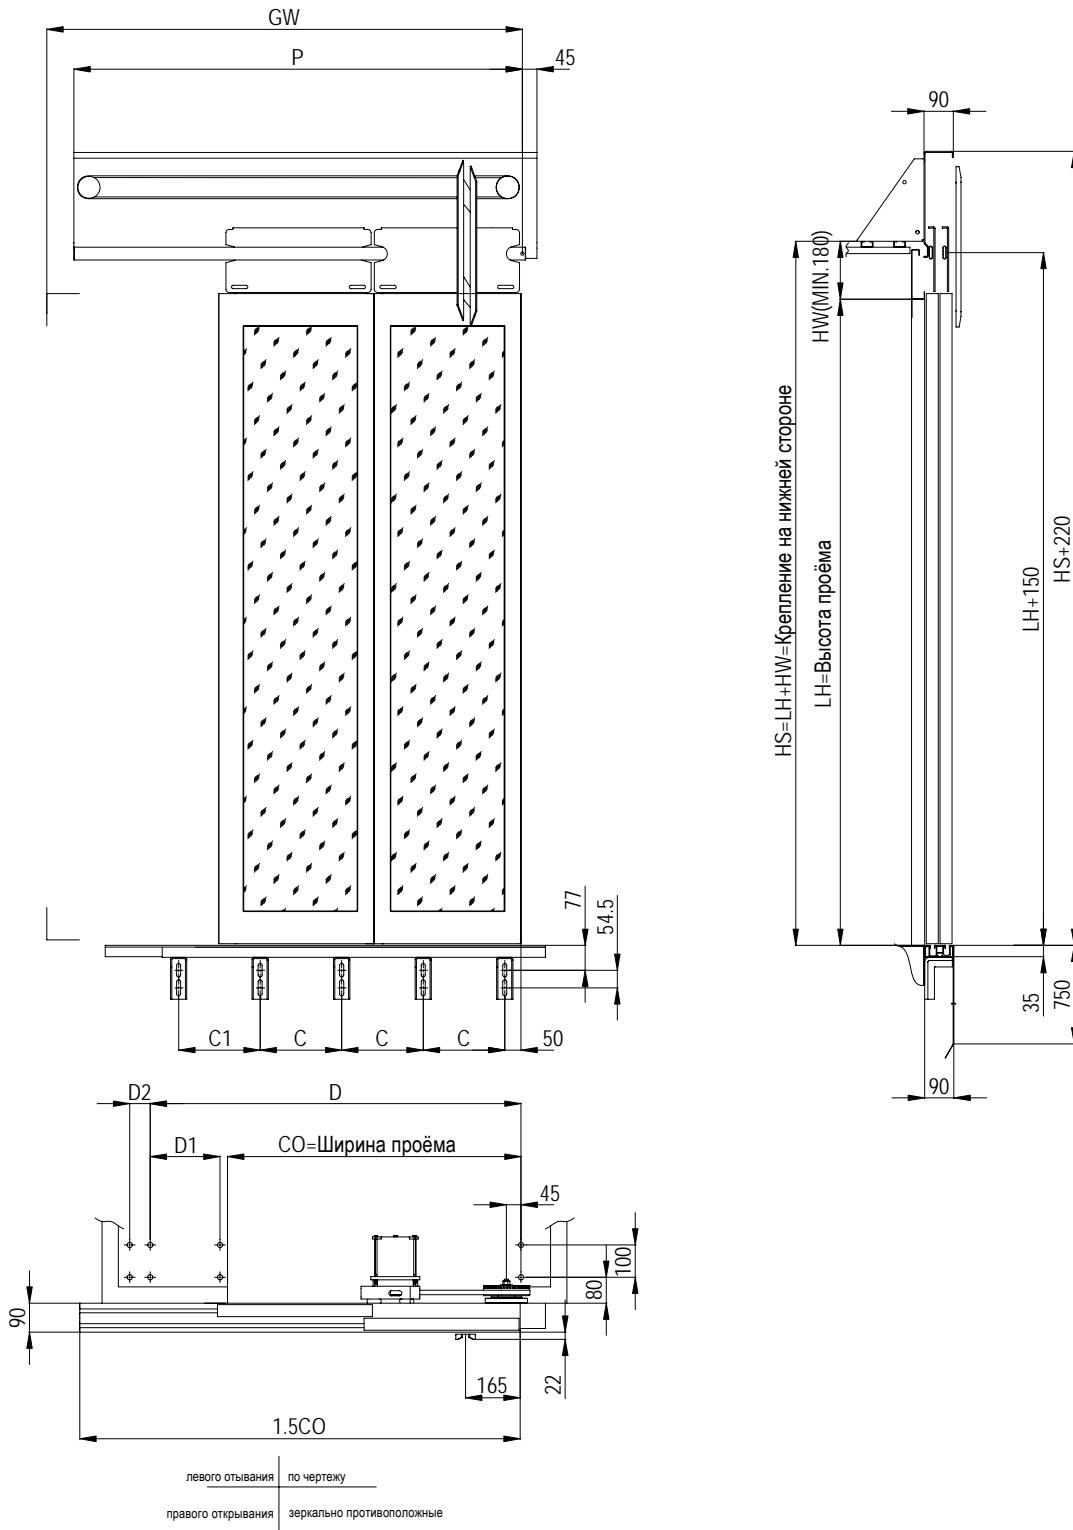 GW
P
45
90
HW(MIN.180)
HS=LH+HW=Крепление на нижней стороне
LH=Высота проёма
LH+150
HS+220
77
54.5
C1
C
C
C
50
35
750
90
D2
D
D1
CO=Ширина проёма
45
100
80
90
165
22
1.5CO
левого отывания
по чертежу
правого открывания
зеркально противоположные